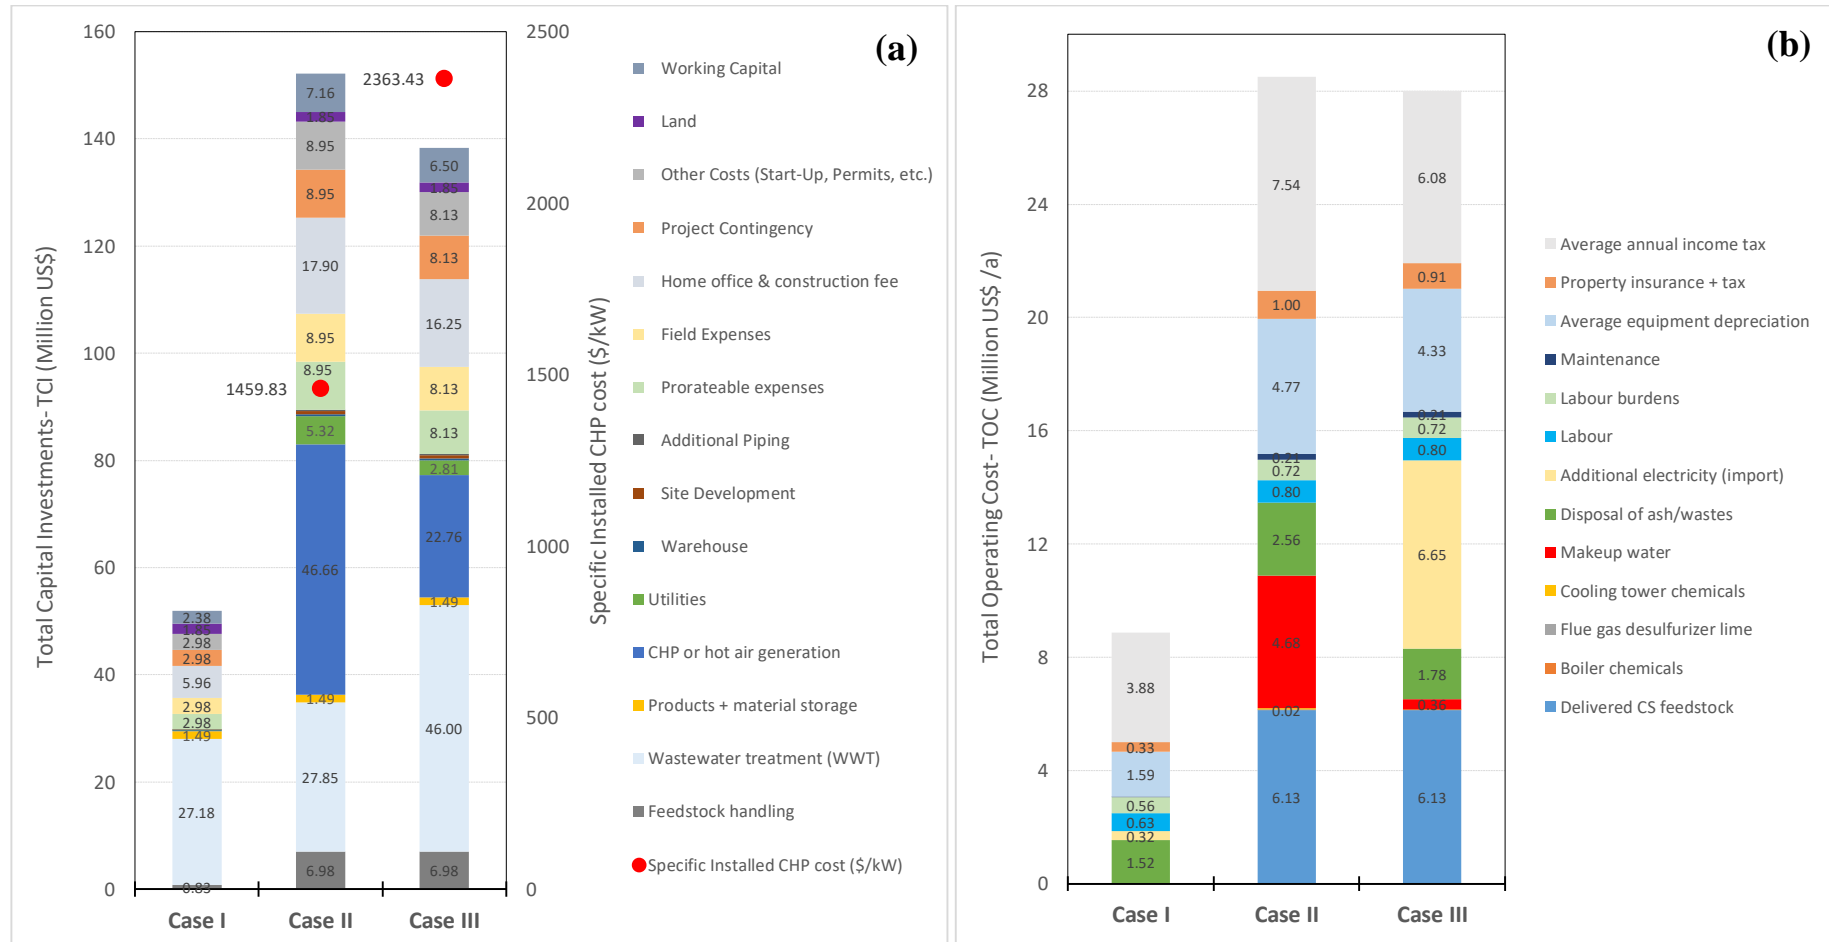 (a)
Total Capital Investments- TCI (Million US$)
160
140
120
100
80
60
40
20
0
2.38
1.85
2.98
2.98
5.96
2.98
2.98
1.49
27.18
0.83
7.16
1.85
8.95
8.95
17.90
8.95
8.95
1459.83
5.32
46.66
1.49
27.85
6.98
2363.43
6.50
1.85
8.13
8.13
16.25
8.13
8.13
2.81
22.76
1.49
46.00
6.98
Case I
Case II
Case III
2500
2000
1500
1000
500
0
Specific Installed CHP cost ($/kW)
Working Capital
Land
Other Costs (Start-Up, Permits, etc.)
Project Contingency
Home office & construction fee
Field Expenses
Prorateable expenses
Additional Piping
Site Development
Warehouse
Utilities
CHP or hot air generation
Products + material storage
Wastewater treatment (WWT)
Feedstock handling
Specific Installed CHP cost ($/kW)
(b)
Total Operating Cost- TOC (Million US$ /a)
28
24
20
16
12
8
4
0
3.88
0.33
1.59
0.56
0.63
0.32
1.52
7.54
1.00
4.77
0.21
0.72
0.80
2.56
4.68
0.02
6.13
6.08
0.91
4.33
0.21
0.72
0.80
6.65
1.78
0.36
6.13
Case I
Case II
Case III
Average annual income tax
Property insurance + tax
Average equipment depreciation
Maintenance
Labour burdens
Labour
Additional electricity (import)
Disposal of ash/wastes
Makeup water
Cooling tower chemicals
Flue gas desulfurizer lime
Boiler chemicals
Delivered CS feedstock